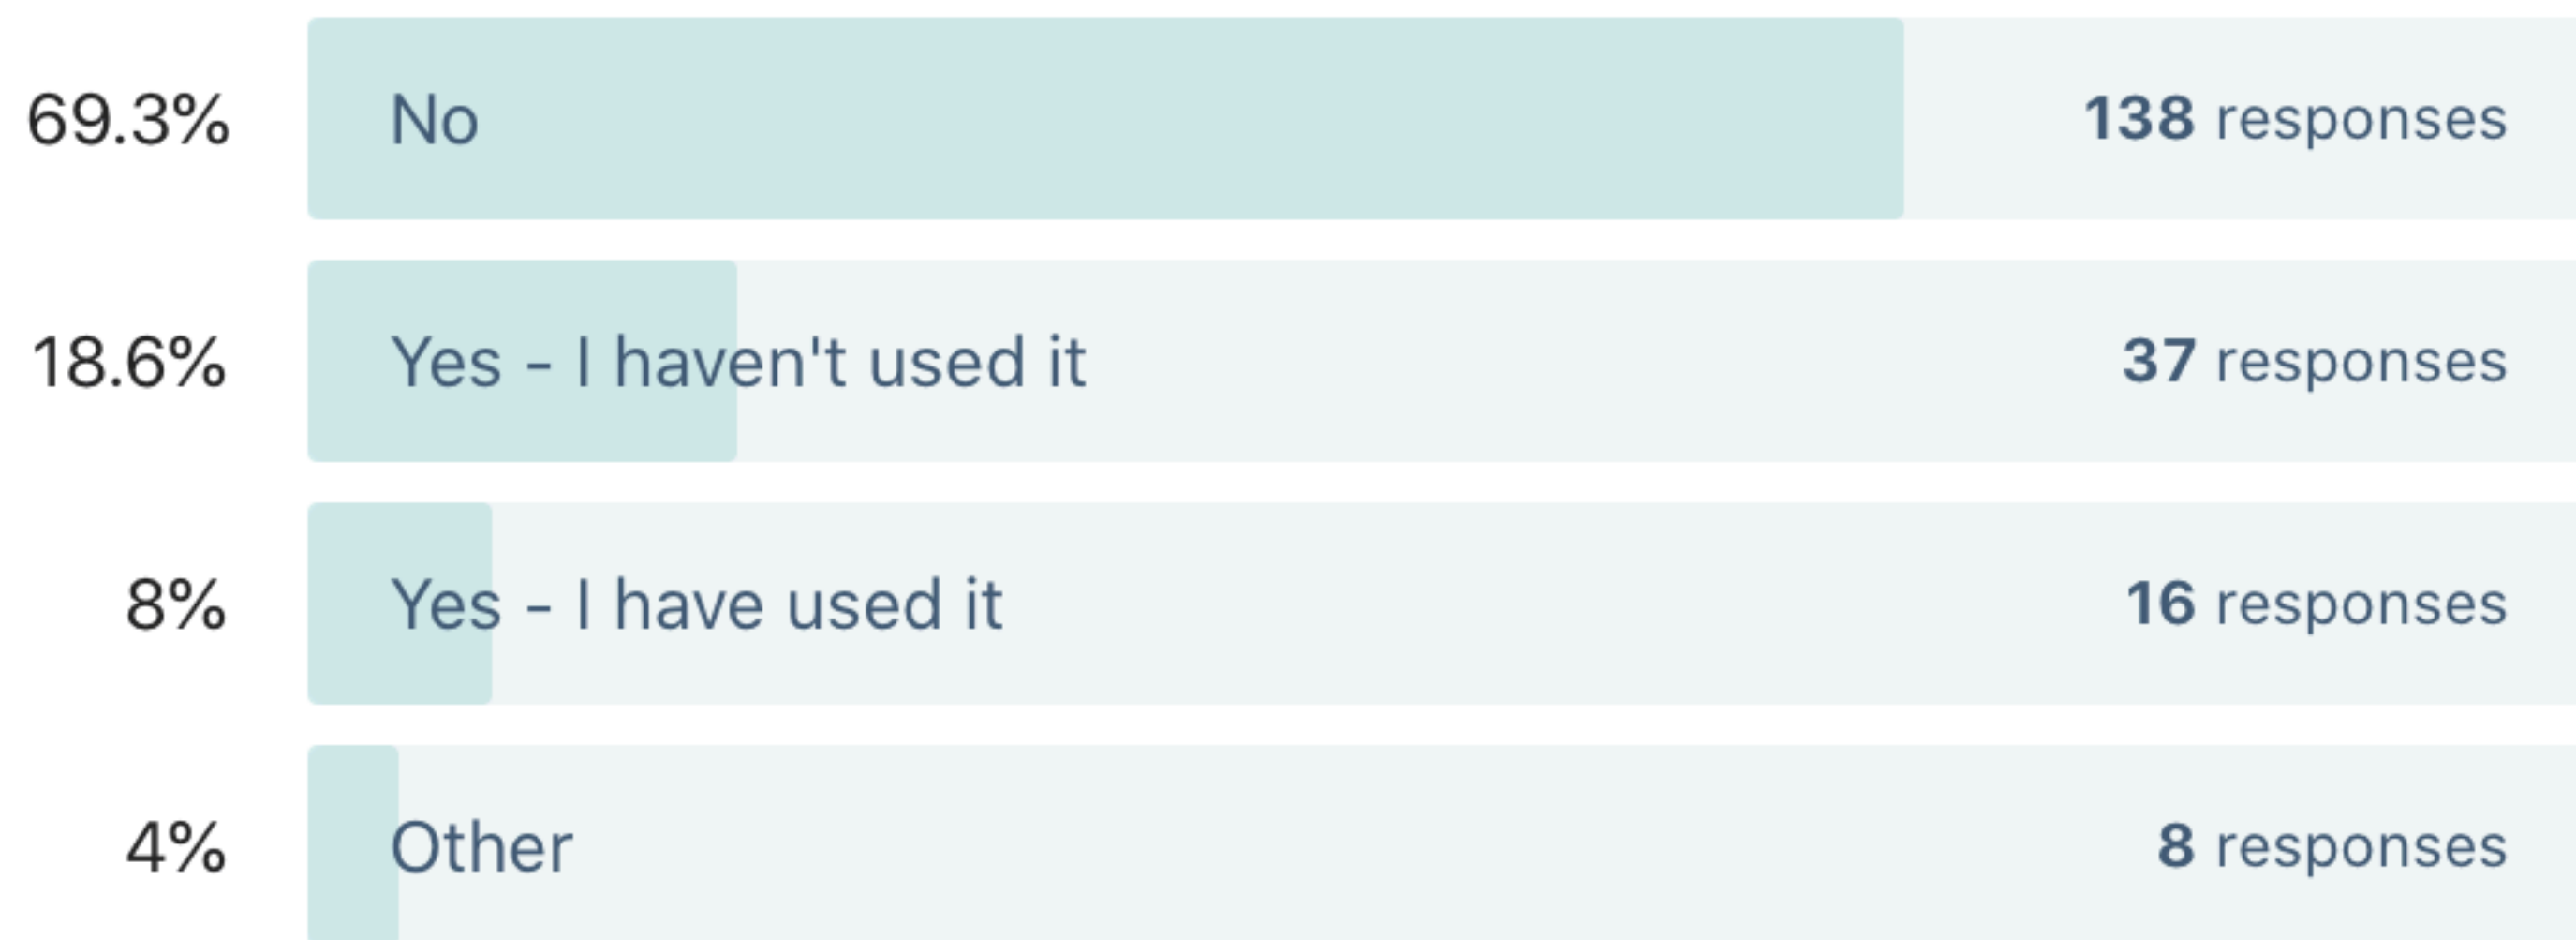 69.3% No 138 responses
18.6% Yes - I haven't used it 37 responses
8% Yes - I have used it 16 responses
4% Other 8 responses